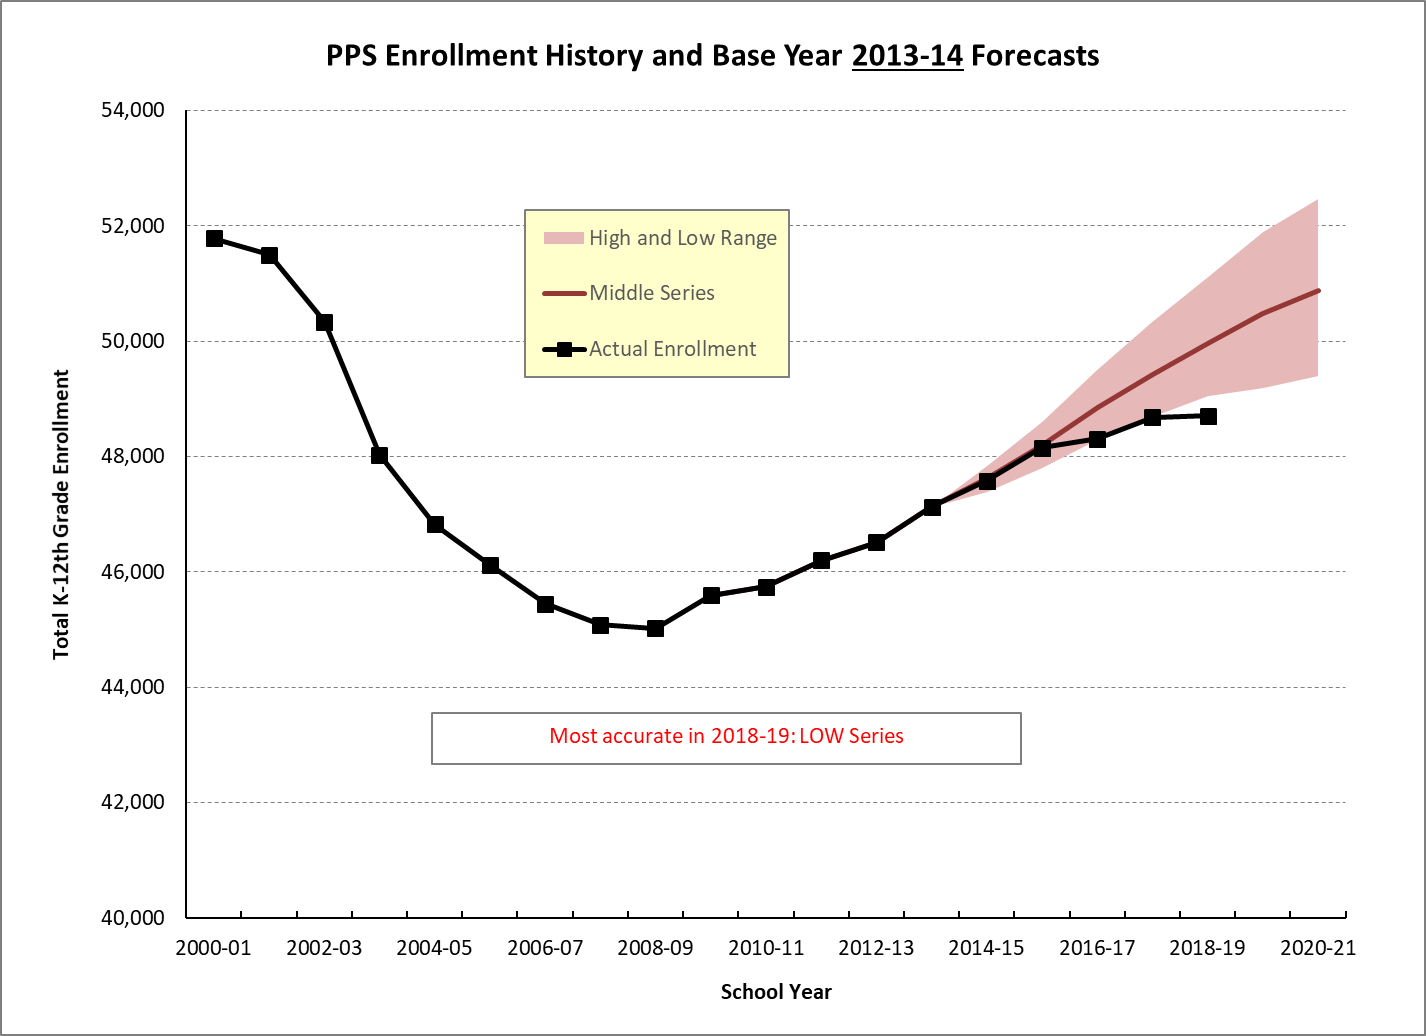 PPS Enrollment History and Base Year 2013-14 Forecasts
54,000
52,000
50,000
48,000
46,000
44,000
42,000
40,000
Total K-12th Grade Enrollment
High and Low Range
Middle Series
Actual Enrollment
Most accurate in 2018-19: LOW Series
2000-01 2002-03 2004-05 2006-07 2008-09 2010-11 2012-13 2014-15 2016-17 2018-19 2020-21
School Year